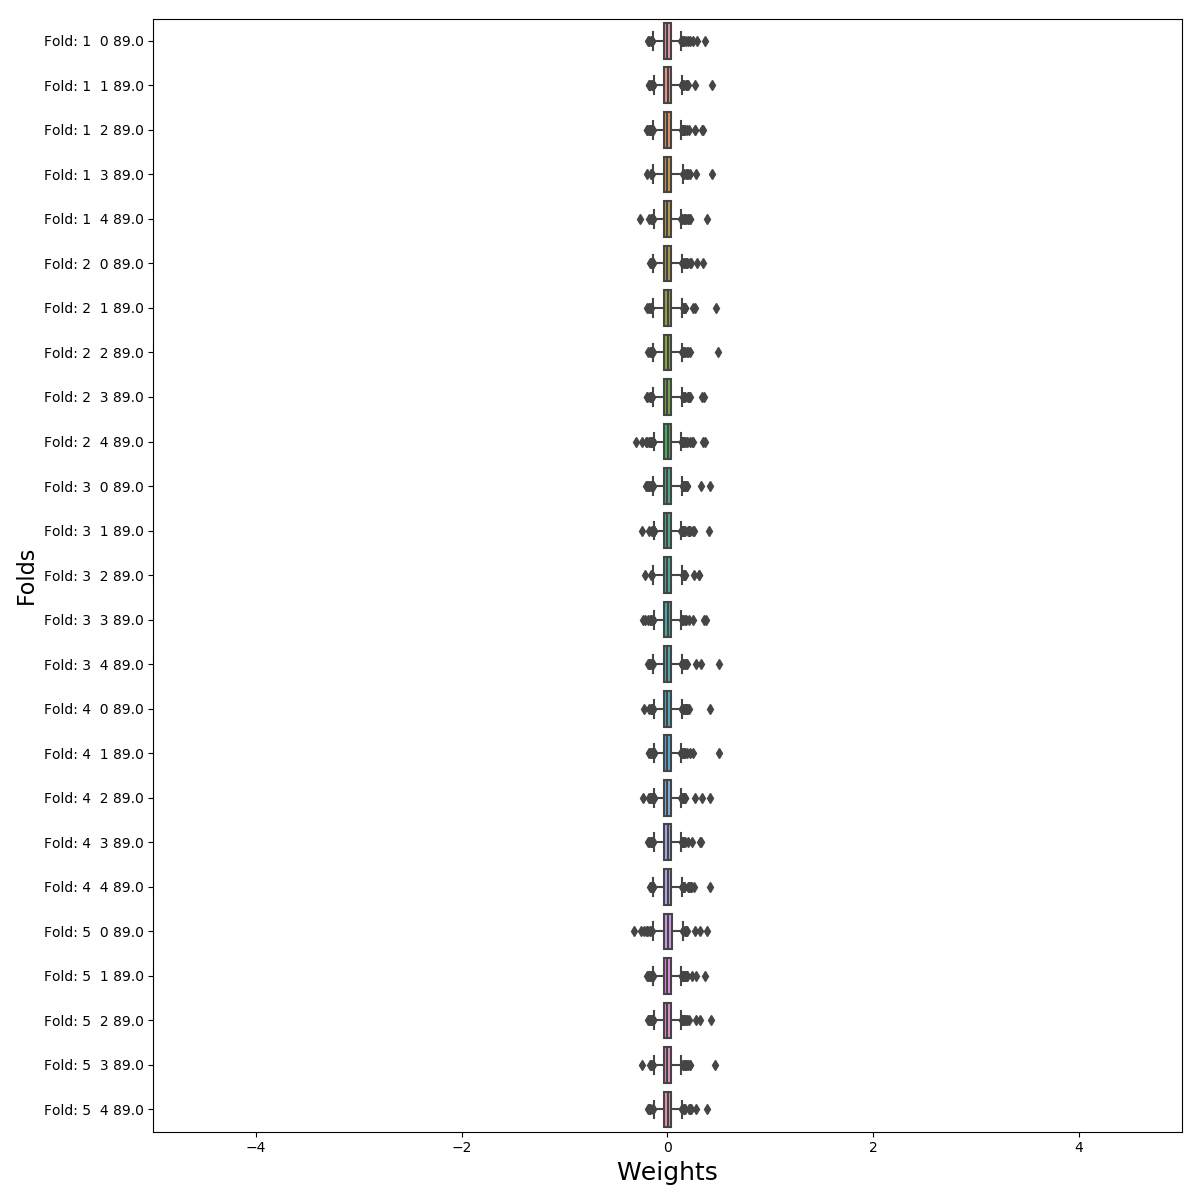 Fold: 1  0 89.0
Fold: 1  1 89.0
Fold: 1  2 89.0
Fold: 1  3 89.0
Fold: 1  4 89.0
Fold: 2  0 89.0
Fold: 2  1 89.0
Fold: 2  2 89.0
Fold: 2  3 89.0
Fold: 2  4 89.0
Fold: 3  0 89.0
Fold: 3  1 89.0
Fold: 3  2 89.0
Fold: 3  3 89.0
Fold: 3  4 89.0
Fold: 4  0 89.0
Fold: 4  1 89.0
Fold: 4  2 89.0
Fold: 4  3 89.0
Fold: 4  4 89.0
Fold: 5  0 89.0
Fold: 5  1 89.0
Fold: 5  2 89.0
Fold: 5  3 89.0
Fold: 5  4 89.0
Folds
−4 −2 0 2 4
Weights